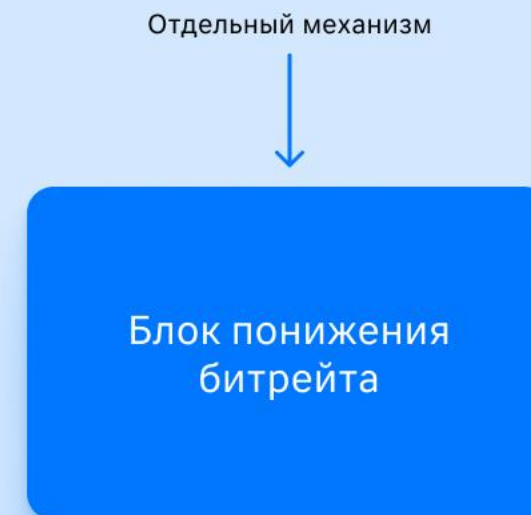 Отдельный механизм
Блок понижения
битрейта